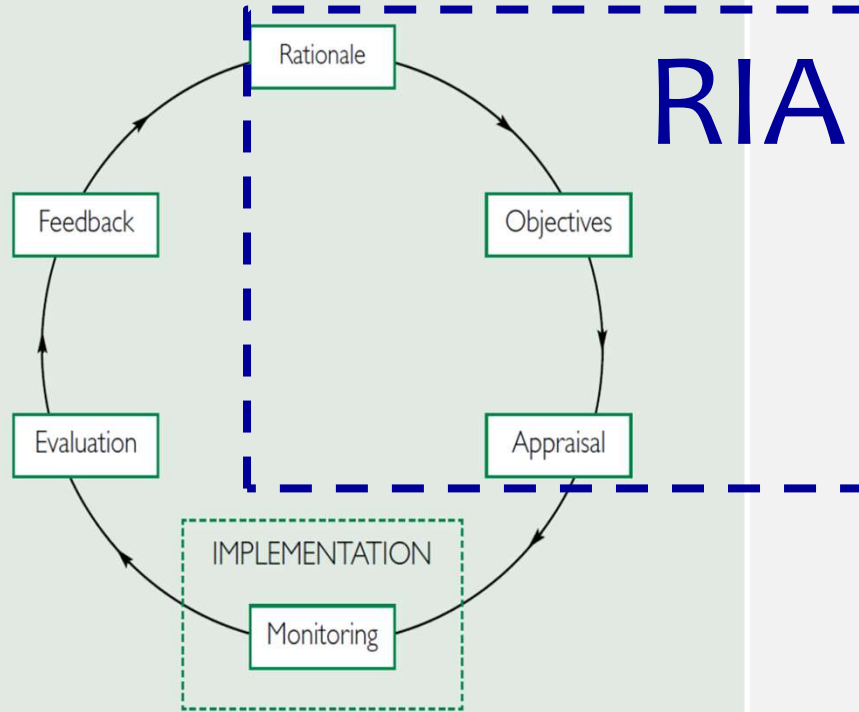 Rationale
RIA
Feedback
Objectives
Evaluation
Appraisal
IMPLEMENTATION
Monitoring